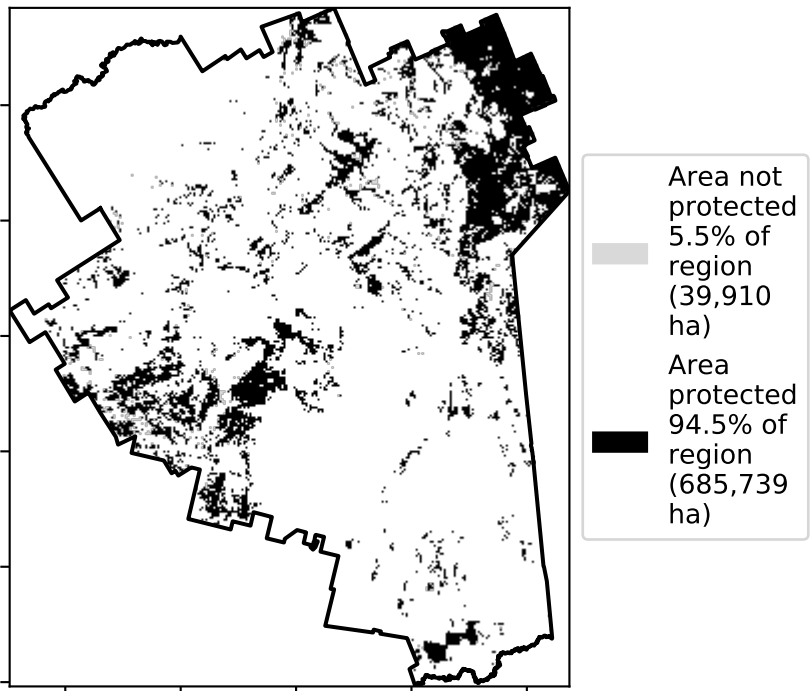 Area not
protected
5.5% of
region
(39,910
ha)
Area
protected
94.5% of
region
(685,739
ha)